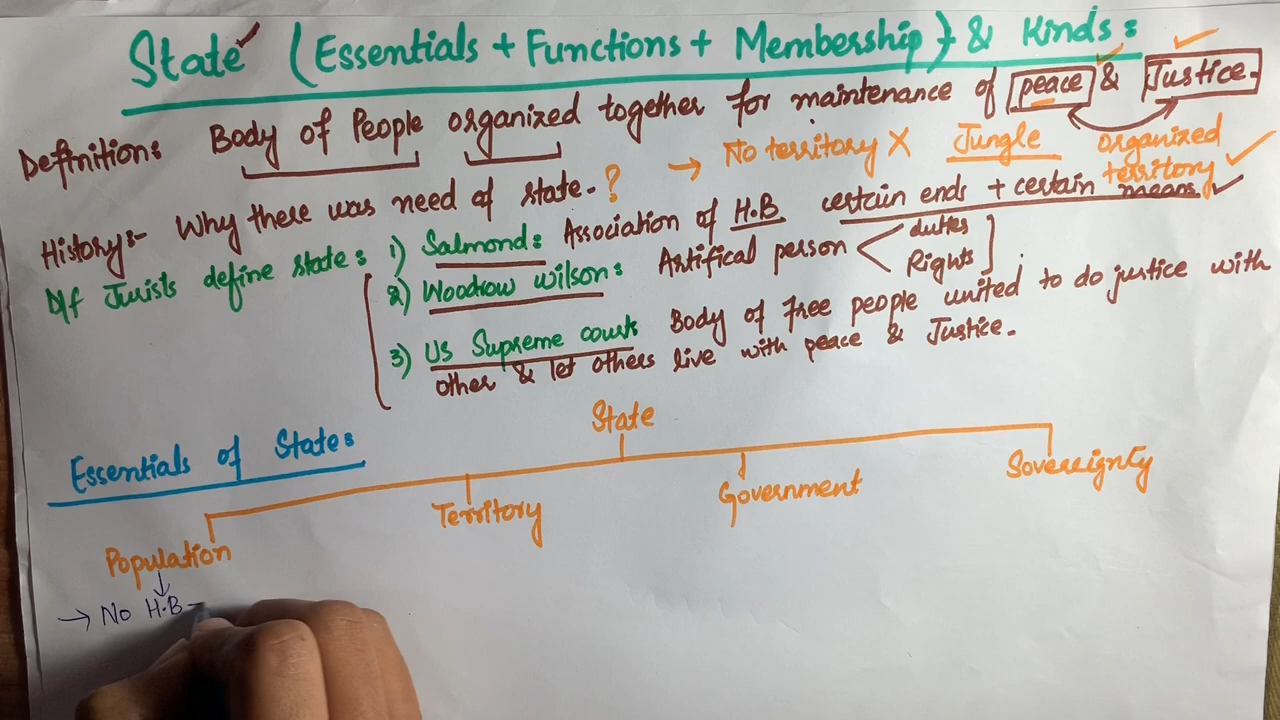 State (Essentials + Functions + Membership) & Kinds:
Definition: Body of People organized together for maintenance of peace & Justice.
→ No territory X Jungle organized territory
History:- Why there was need of state.?
Dif Jurists define state: 1) Salmond: Association of H.B certain ends + certain means
2) Woodrow wilson: Artifical person < duties
Rights
3) US Supreme court: Body of free people united to do justice with
other & let others live with peace & Justice.
Essentials of State:
State
Population Territory Government Sovereignty
→ No H.B -